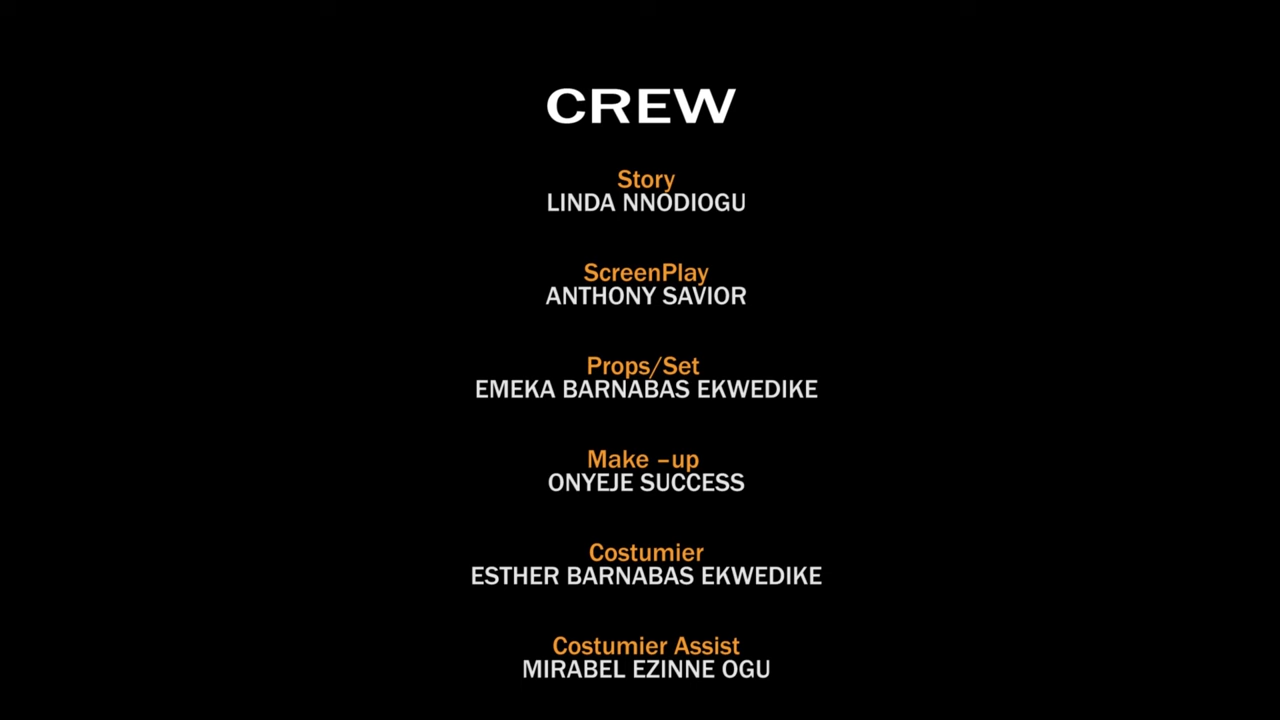 CREW
Story
LINDA NNODIOGU
ScreenPlay
ANTHONY SAVIOR
Props/Set
EMEKA BARNABAS EKWEDIKE
Make –up
ONYEJE SUCCESS
Costumier
ESTHER BARNABAS EKWEDIKE
Costumier Assist
MIRABEL EZINNE OGU